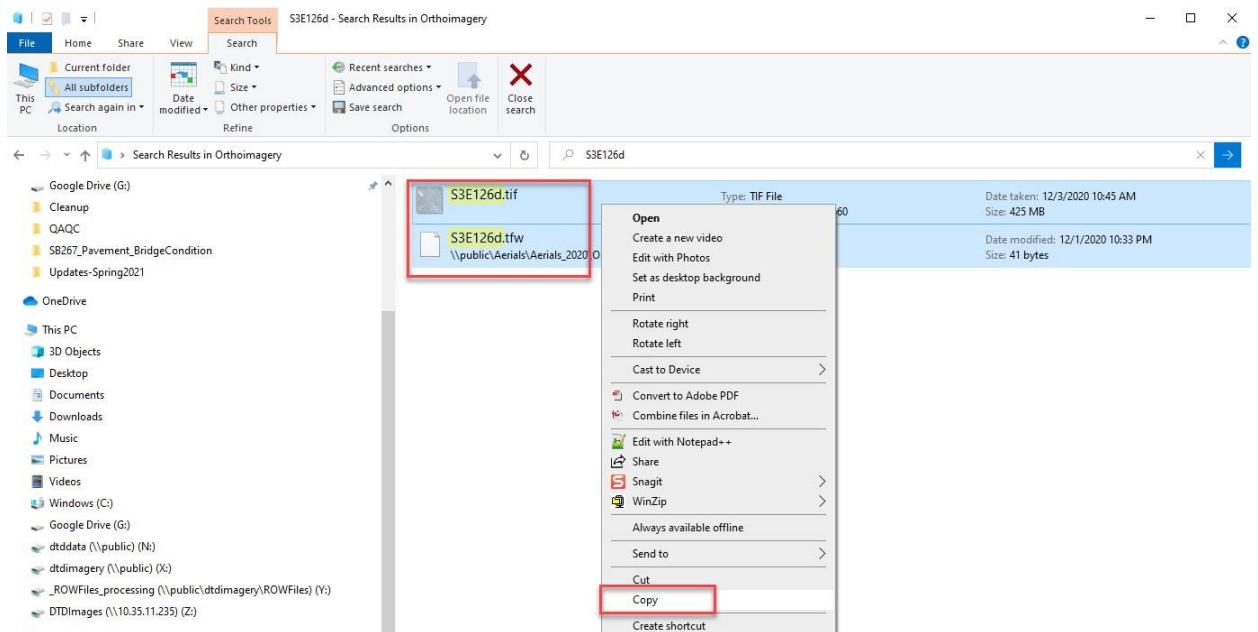 Search Tools
S3E126d - Search Results in Orthoimagery
File
Home
Share
View
Search
This PC
Current folder
All subfolders
Search again in
Location
Date modified
Kind
Size
Other properties
Refine
Recent searches
Advanced options
Save search
Open file location
Options
Close search
Search Results in Orthoimagery
S3E126d
Google Drive (G:)
Cleanup
QAQC
SB267_Pavement_BridgeCondition
Updates-Spring2021
OneDrive
This PC
3D Objects
Desktop
Documents
Downloads
Music
Pictures
Videos
Windows (C:)
Google Drive (G:)
dtddata (\\public) (N:)
dtdimagery (\\public) (X:)
_ROWFiles_processing (\\public\dtdimagery\ROWFiles) (Y:)
DTDImages (\\10.35.11.235) (Z:)
S3E126d.tif
Type: TIF File
60
Date taken: 12/3/2020 10:45 AM
Size: 425 MB
S3E126d.tfw
\\public\Aerials\Aerials_2020\O
Date modified: 12/1/2020 10:33 PM
Size: 41 bytes
Open
Create a new video
Edit with Photos
Set as desktop background
Print
Rotate right
Rotate left
Cast to Device
Convert to Adobe PDF
Combine files in Acrobat...
Edit with Notepad++
Share
Snagit
WinZip
Always available offline
Send to
Cut
Copy
Create shortcut